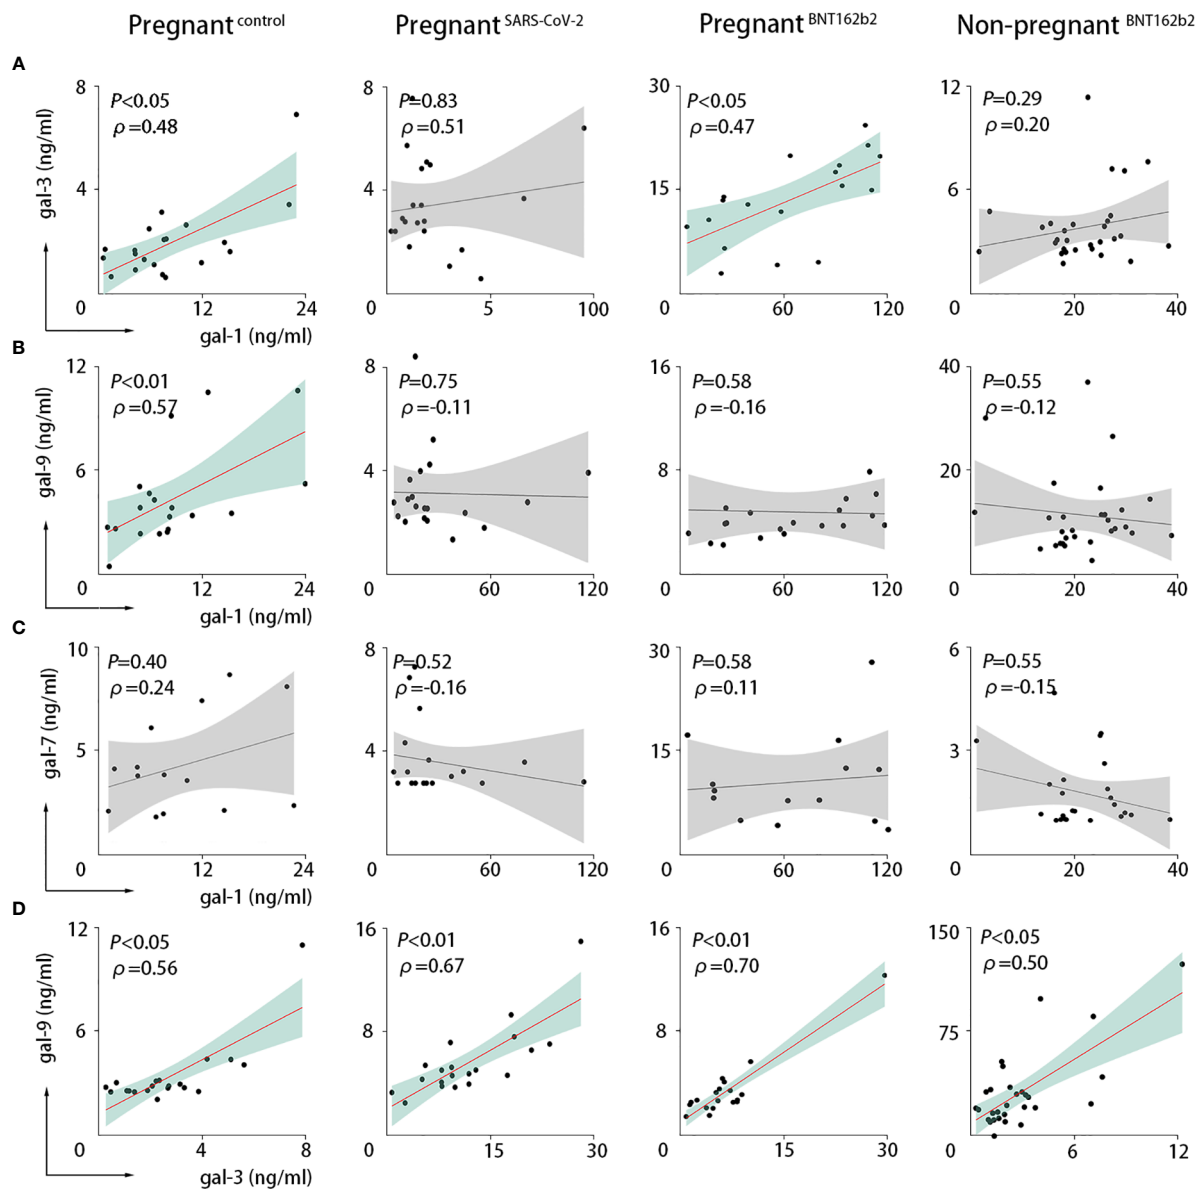 Pregnant control Pregnant SARS-CoV-2 Pregnant BNT162b2 Non-pregnant BNT162b2
A
gal-3 (ng/ml)
8 8 30 12
P<0.05 P=0.83 P<0.05 P=0.29
ρ=0.48 ρ=0.51 ρ=0.47 ρ=0.20
4 4 15 6
0 12 24 0 5 100 0 60 120 0 20 40
gal-1 (ng/ml)
B
gal-9 (ng/ml)
12 8 16 40
P<0.01 P=0.75 P=0.58 P=0.55
ρ=0.57 ρ=-0.11 ρ=-0.16 ρ=-0.12
6 4 8 20
0 12 24 0 60 120 0 60 120 0 20 40
gal-1 (ng/ml)
C
gal-7 (ng/ml)
10 8 30 6
P=0.40 P=0.52 P=0.58 P=0.55
ρ=0.24 ρ=-0.16 ρ=0.11 ρ=-0.15
5 4 15 3
0 12 24 0 60 120 0 60 120 0 20 40
gal-1 (ng/ml)
D
gal-9 (ng/ml)
12 16 16 150
P<0.05 P<0.01 P<0.01 P<0.05
ρ=0.56 ρ=0.67 ρ=0.70 ρ=0.50
6 8 8 75
0 4 8 0 15 30 0 15 30 0 6 12
gal-3 (ng/ml)